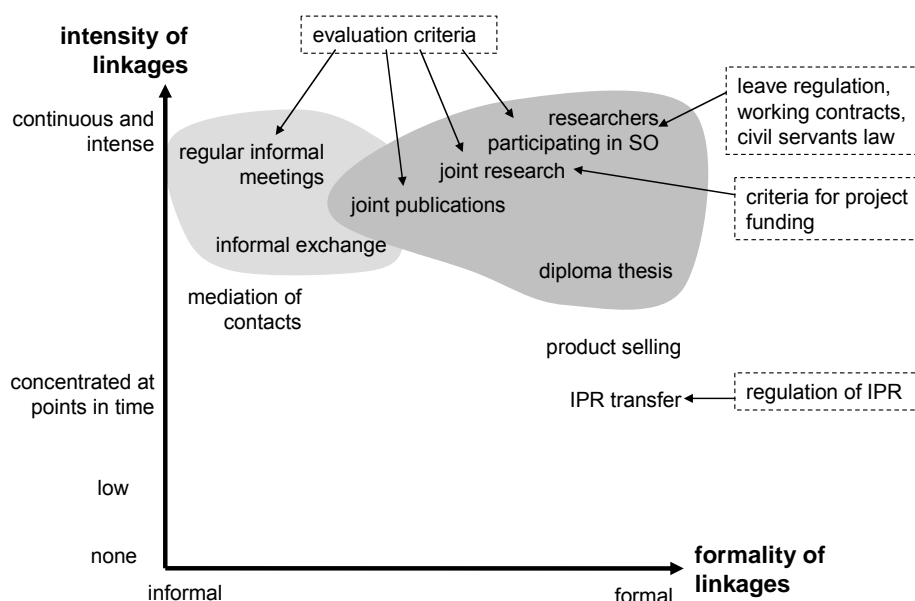 intensity of
linkages
evaluation criteria
continuous and
intense
regular informal
meetings
researchers
participating in SO
joint research
joint publications
leave regulation,
working contracts,
civil servants law
criteria for project
funding
informal exchange
diploma thesis
mediation of
contacts
product selling
concentrated at
points in time
IPR transfer
regulation of IPR
low
none
informal
formal
formality of
linkages